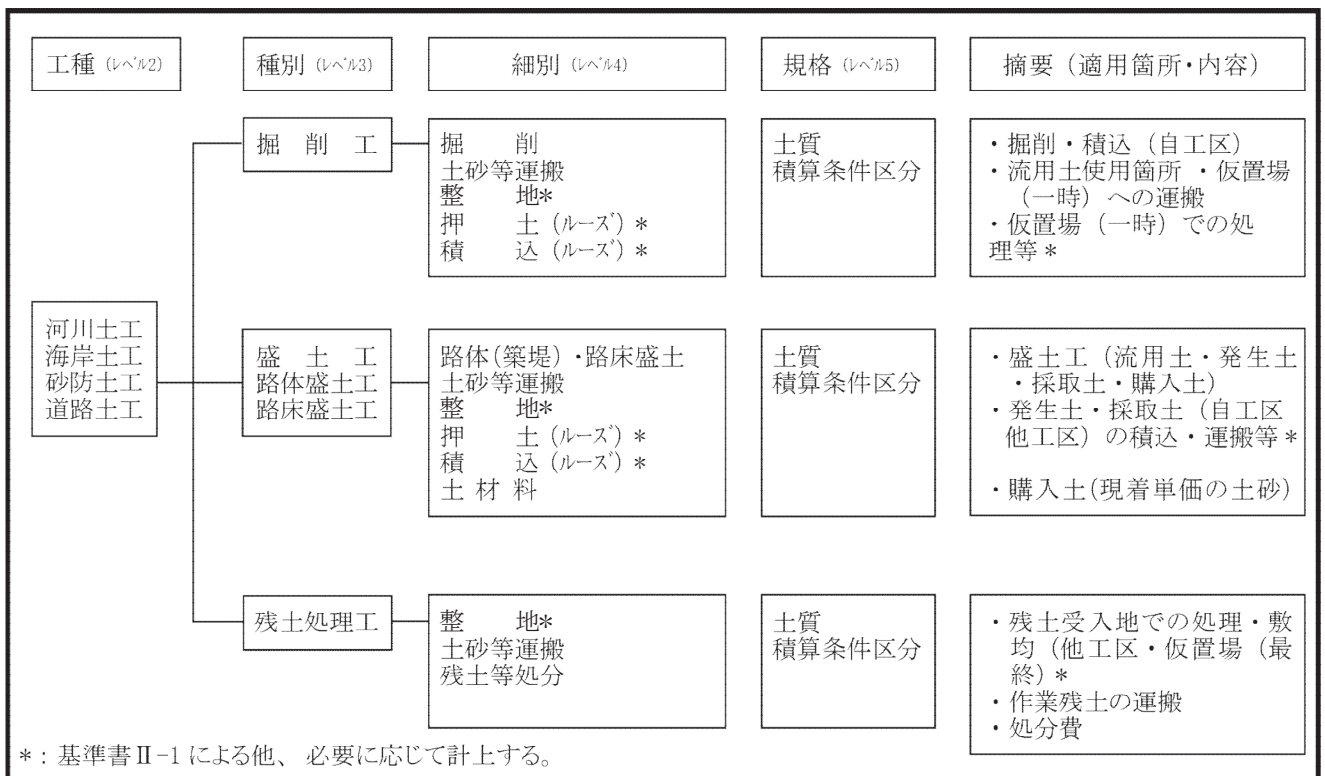 工種 (ﾚﾍﾞﾙ2)
種別 (ﾚﾍﾞﾙ3)
細別 (ﾚﾍﾞﾙ4)
規格 (ﾚﾍﾞﾙ5)
摘要 (適用箇所・内容)
河川土工
海岸土工
砂防土工
道路土工
掘 削 工
掘 削
土砂等運搬
整 地*
押 土 (ﾙｰｽﾞ) *
積 込 (ﾙｰｽﾞ) *
土質
積算条件区分
・掘削・積込 (自工区)
・流用土使用箇所 ・仮置場
(一時) への運搬
・仮置場 (一時) での処
理等 *
盛 土 工
路体盛土工
路床盛土工
路体(築堤)・路床盛土
土砂等運搬
整 地*
押 土 (ﾙｰｽﾞ) *
積 込 (ﾙｰｽﾞ) *
土 材 料
土質
積算条件区分
・盛土工 (流用土・発生土
・採取土・購入土)
・発生土・採取土 (自工区
他工区) の積込・運搬等 *
・購入土(現着単価の土砂)
残土処理工
整 地*
土砂等運搬
残土等処分
土質
積算条件区分
・残土受入地での処理・敷
均 (他工区・仮置場 (最
終) *
・作業残土の運搬
・処分費
* : 基準書Ⅱ-1 による他、 必要に応じて計上する。